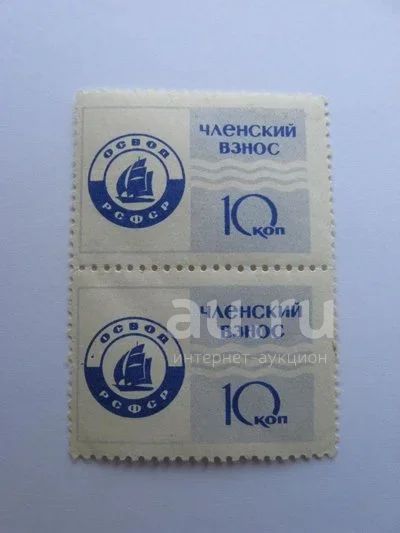 ОСВОД
РСФСР
ЧЛЕНСКИЙ
ВЗНОС
10 коп
au.ru
интернет-аукцион
ОСВОД
РСФСР
ЧЛЕНСКИЙ
ВЗНОС
10 коп